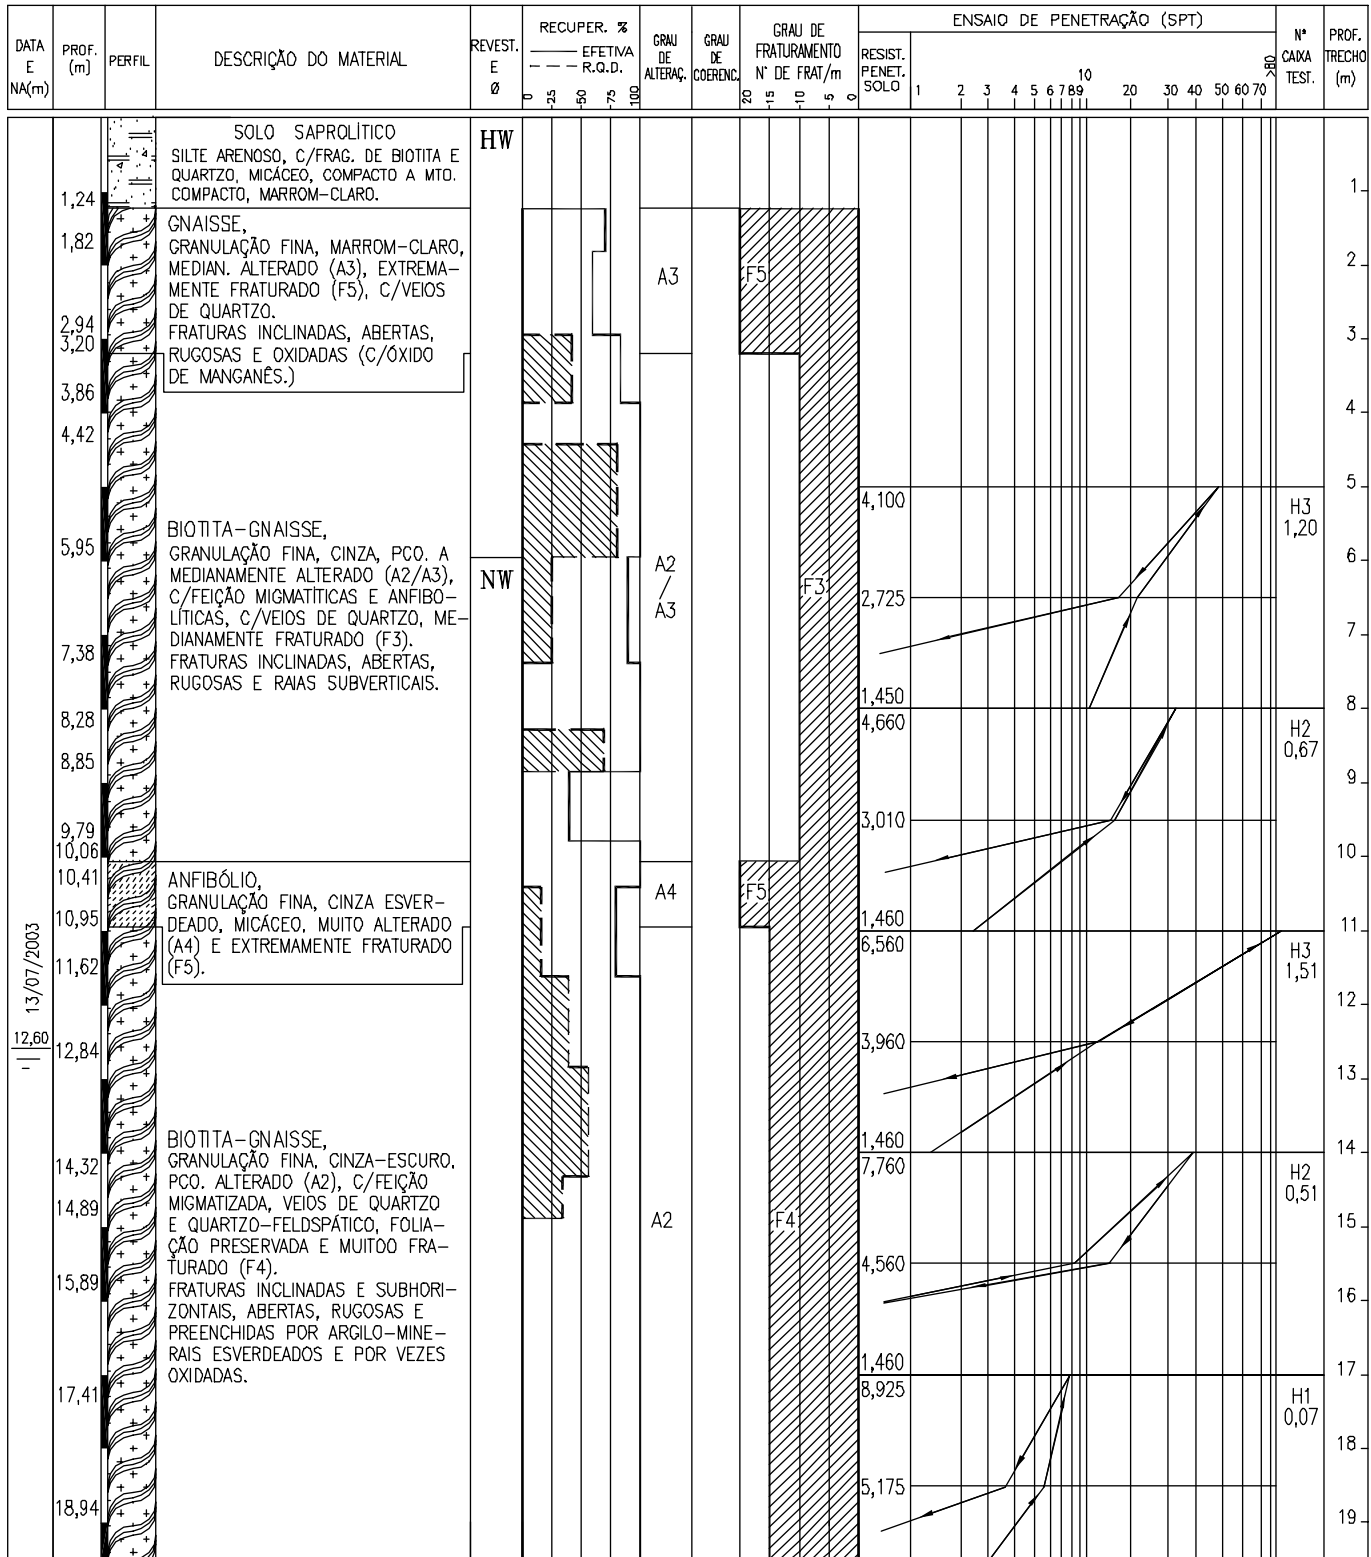 DATA
E
NA(m)
PROF.
(m]
PERFIL
DESCRIÇÃO DO MATERIAL
REVEST.
E
Ø
RECUPER. %
EFETIVA
R.Q.D.
0 -25 -50 -75 100
GRAU
DE
ALTERAÇ.
GRAU
DE
COERENC.
GRAU DE
FRATURAMENTO
N° DE FRAT/m
20 -15 -10 -5 0
ENSAIO DE PENETRAÇÃO (SPT)
RESIST.
PENET.
SOLO
1 2 3 4 5 6 7 8 9 10 20 30 40 50 60 70 >80
Nª
CAIXA
TEST.
PROF.
TRECHO
(m)
SOLO SAPROLÍTICO
SILTE ARENOSO, C/FRAG. DE BIOTITA E
QUARTZO, MICÁCEO, COMPACTO A MTO.
COMPACTO, MARROM-CLARO.
HW
1,24
GNAISSE,
GRANULAÇÃO FINA, MARROM-CLARO,
MEDIAN. ALTERADO (A3), EXTREMA-
MENTE FRATURADO (F5), C/VEIOS
DE QUARTZO.
FRATURAS INCLINADAS, ABERTAS,
RUGOSAS E OXIDADAS (C/ÓXIDO
DE MANGANÊS.)
1,82
2,94
3,20
3,86
4,42
A3
F5
BIOTITA-GNAISSE,
GRANULAÇÃO FINA, CINZA, PCO. A
MEDIANAMENTE ALTERADO (A2/A3),
C/FEIÇÃO MIGMATÍTICAS E ANFIBO-
LÍTICAS, C/VEIOS DE QUARTZO, ME-
DIANAMENTE FRATURADO (F3).
FRATURAS INCLINADAS, ABERTAS,
RUGOSAS E RAIAS SUBVERTICAIS.
5,95
7,38
8,28
8,85
9,79
10,06
NW
A2
/
A3
F3
10,41
10,95
ANFIBÓLIO,
GRANULAÇÃO FINA, CINZA ESVER-
DEADO, MICÁCEO, MUITO ALTERADO
(A4) E EXTREMAMENTE FRATURADO
(F5).
A4
F5
13/07/2003
12,60
11,62
12,84
14,32
14,89
15,89
17,41
18,94
BIOTITA-GNAISSE,
GRANULAÇÃO FINA, CINZA-ESCURO,
PCO. ALTERADO (A2), C/FEIÇÃO
MIGMATIZADA, VEIOS DE QUARTZO
E QUARTZO-FELDSPÁTICO, FOLIA-
ÇÃO PRESERVADA E MUITOO FRA-
TURADO (F4).
FRATURAS INCLINADAS E SUBHORI-
ZONTAIS, ABERTAS, RUGOSAS E
PREENCHIDAS POR ARGILO-MINE-
RAIS ESVERDEADOS E POR VEZES
OXIDADAS.
A2
F4
4,100
2,725
1,450
H3
1,20
4,660
3,010
1,460
H2
0,67
6,560
3,960
1,460
H3
1,51
7,760
4,560
1,460
H2
0,51
8,925
5,175
H1
0,07
1
2
3
4
5
6
7
8
9
10
11
12
13
14
15
16
17
18
19